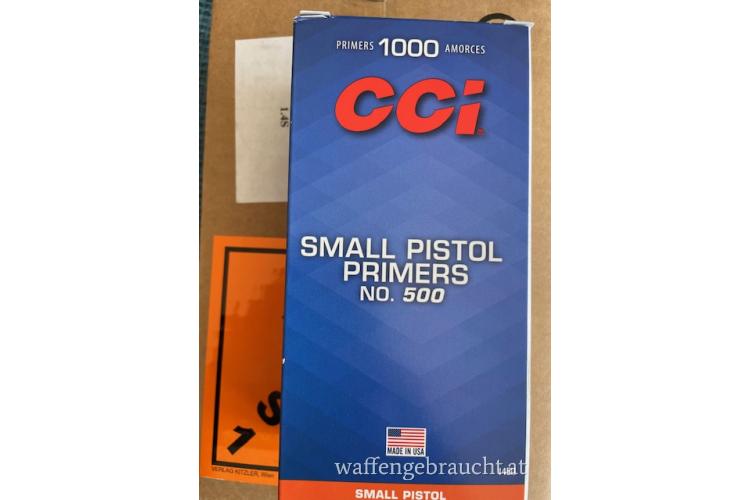 PRIMERS 1000 AMORCES
CCi
SMALL PISTOL
PRIMERS
NO. 500
MADE IN USA
SMALL PISTOL
1.4S
S
1
VERLAG KITZLER, Wien
waffengebraucht.at